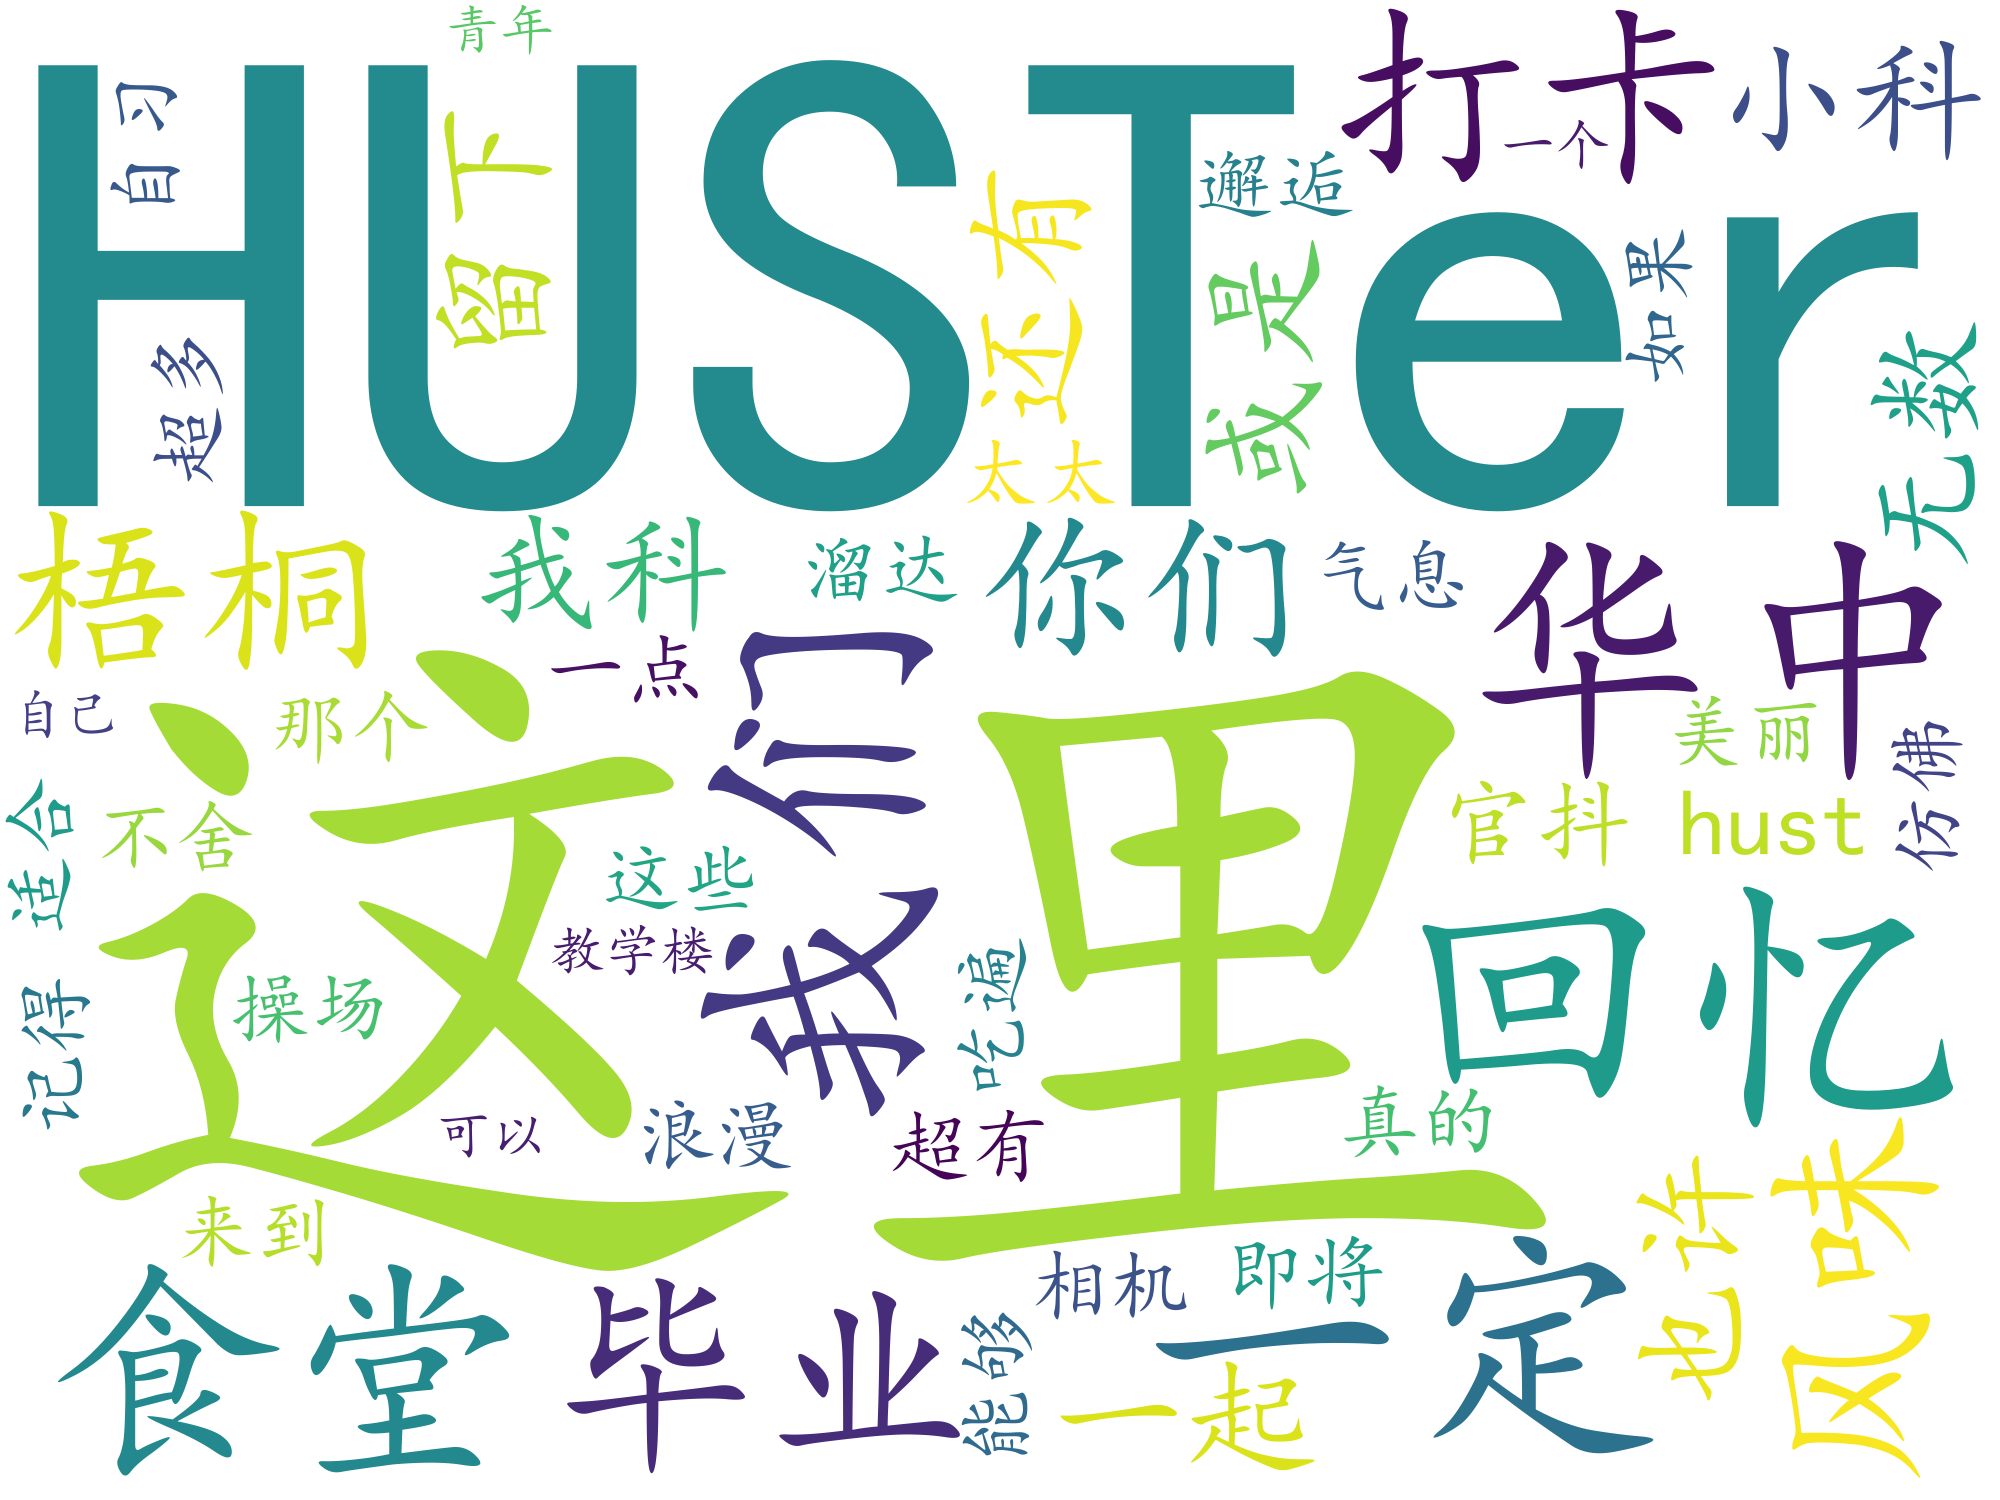 青年
HUSTer
打卡
小科
自习
留下
一个
邂逅
还有
或是
如果
超多
无数
太太
梧桐
我科
溜达
你们
气息
华中
一点
我们
这里
自己
那个
美丽
仿佛
适合
不舍
官抖
hust
这些
教学楼
回忆
记得
操场
吃遍
可以
浪漫
超有
真的
风味
来到
也许
相机
即将
一定
食堂
毕业
能够
一起